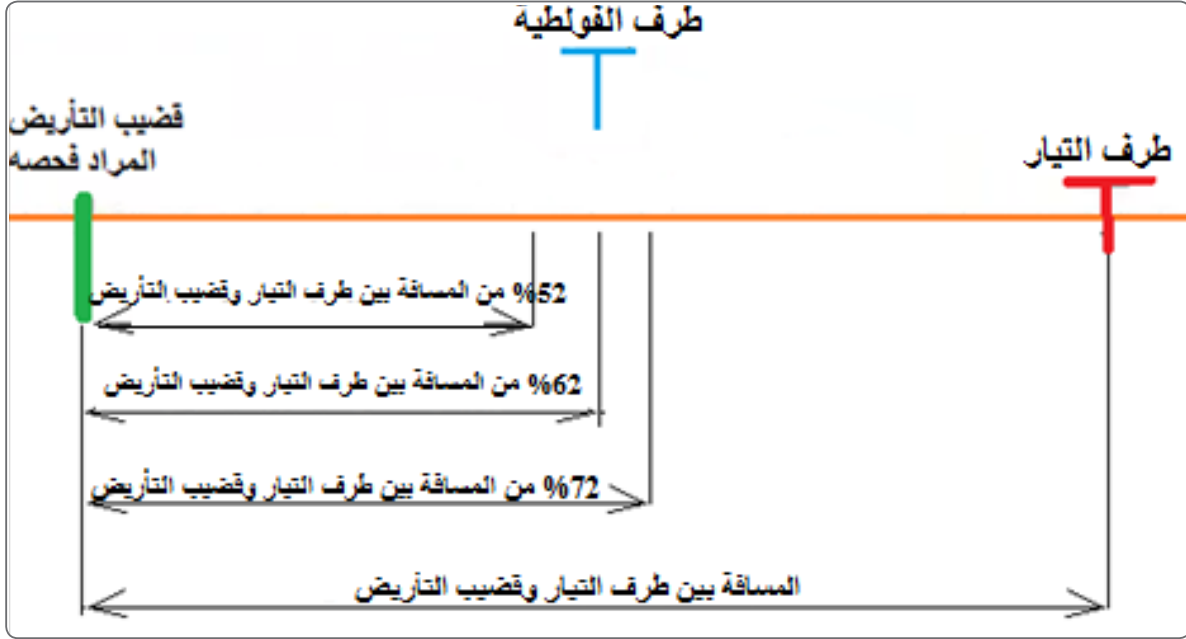 طرف الفولطية
قضيب التأريض
المراد فحصه
طرف التيار
%52 من المسافة بين طرف التيار وقضيب التأريض
%62 من المسافة بين طرف التيار وقضيب التأريض
%72 من المسافة بين طرف التيار وقضيب التأريض
المسافة بين طرف التيار وقضيب التأريض